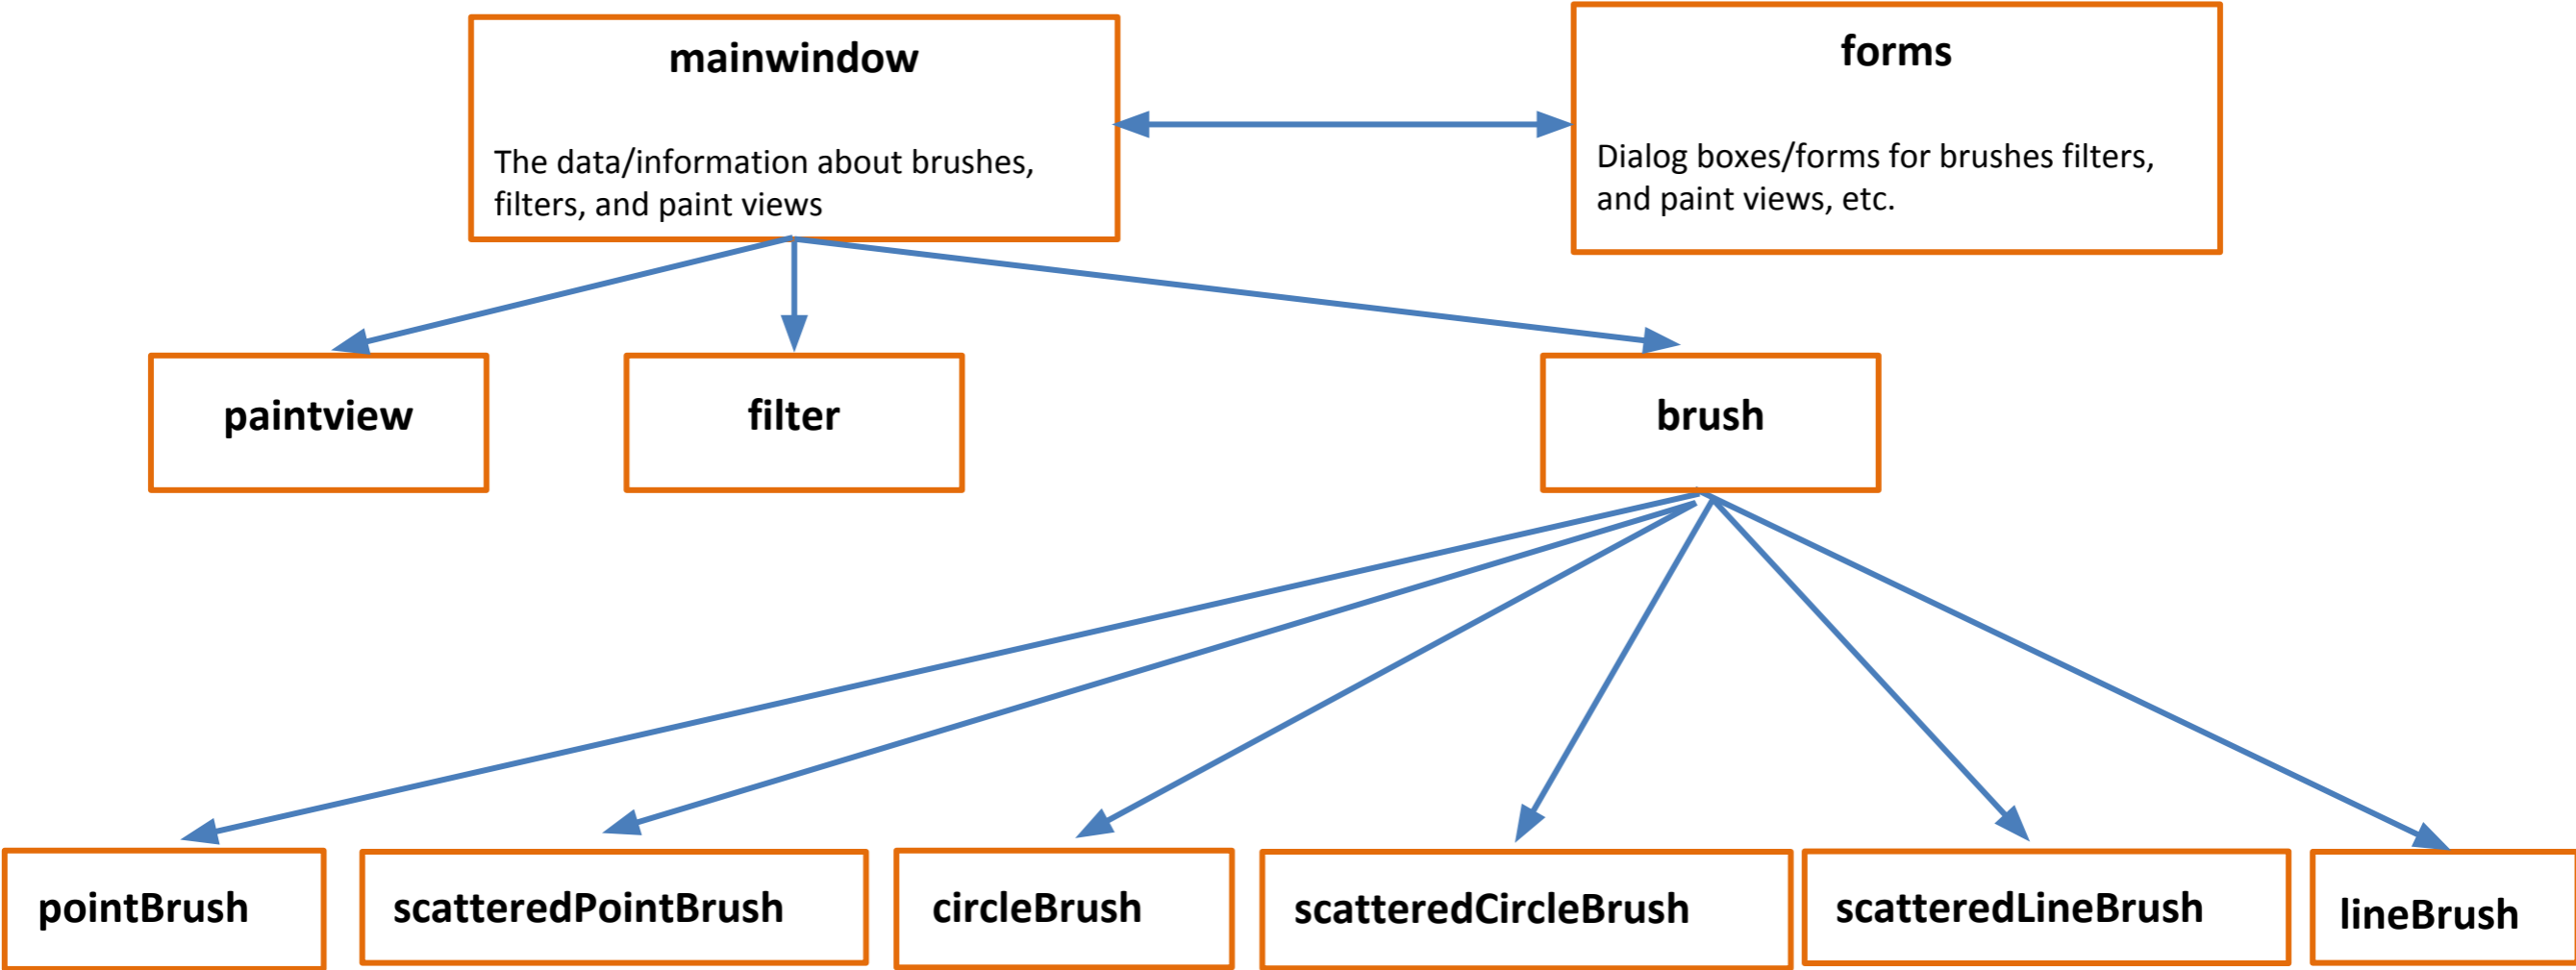 mainwindow
The data/information about brushes,
filters, and paint views
forms
Dialog boxes/forms for brushes filters,
and paint views, etc.
paintview
filter
brush
pointBrush
scatteredPointBrush
circleBrush
scatteredCircleBrush
scatteredLineBrush
lineBrush